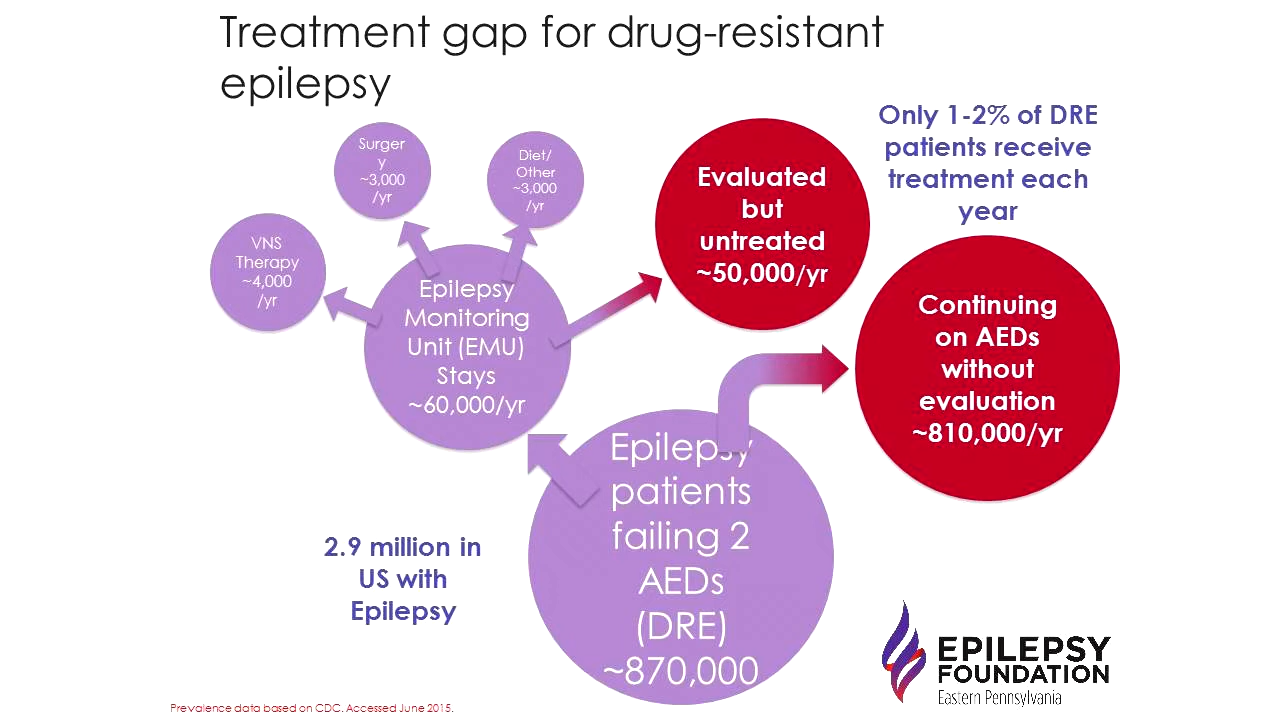 Treatment gap for drug-resistant
epilepsy
Only 1-2% of DRE
patients receive
treatment each
year
Surger
y
~3,000
/yr
Diet/
Other
~3,000
/yr
VNS
Therapy
~4,000
/yr
Epilepsy
Monitoring
Unit (EMU)
Stays
~60,000/yr
Evaluated
but
untreated
~50,000/yr
Continuing
on AEDs
without
evaluation
~810,000/yr
Epilepsy
patients
failing 2
AEDs
(DRE)
~870,000
2.9 million in
US with
Epilepsy
EPILEPSY
FOUNDATION
Eastern Pennsylvania
Prevalence data based on CDC. Accessed June 2015.